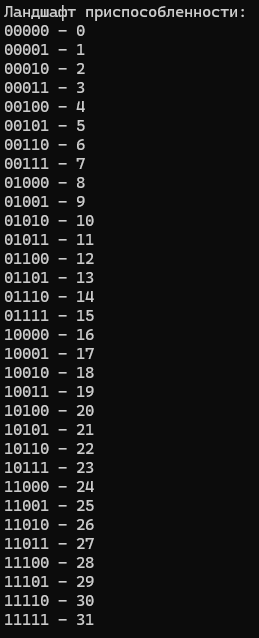 Ландшафт приспособленности:
00000 – 0
00001 – 1
00010 – 2
00011 – 3
00100 – 4
00101 – 5
00110 – 6
00111 – 7
01000 – 8
01001 – 9
01010 – 10
01011 – 11
01100 – 12
01101 – 13
01110 – 14
01111 – 15
10000 – 16
10001 – 17
10010 – 18
10011 – 19
10100 – 20
10101 – 21
10110 – 22
10111 – 23
11000 – 24
11001 – 25
11010 – 26
11011 – 27
11100 – 28
11101 – 29
11110 – 30
11111 – 31